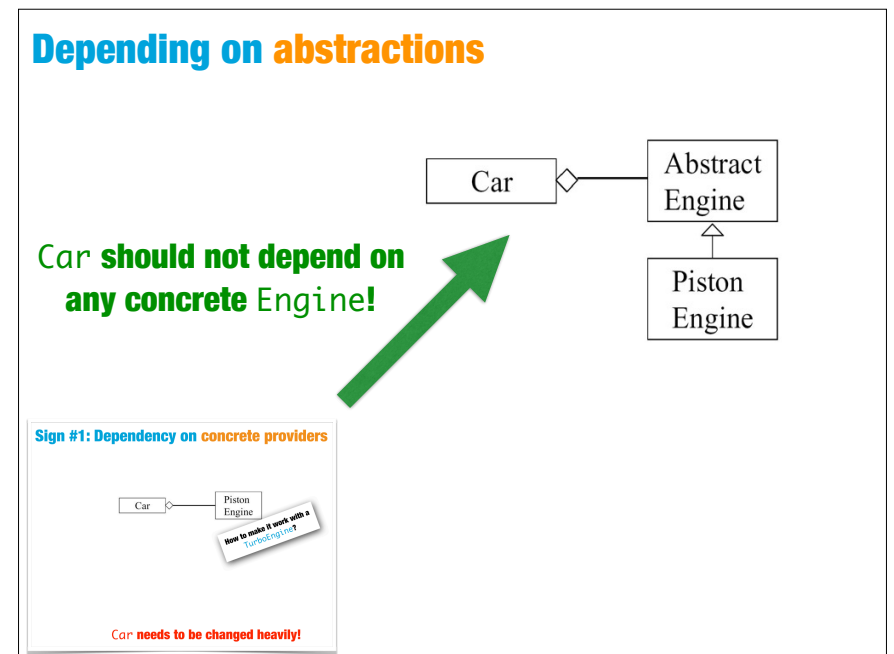 Depending on abstractions
Car
Abstract
Engine
Car should not depend on
any concrete Engine!
Piston
Engine
Sign #1: Dependency on concrete providers
Car
Piston
Engine
How to make it work with a
TurboEngine?
Car needs to be changed heavily!